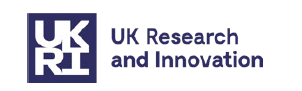 UK
RI
UK Research
and Innovation